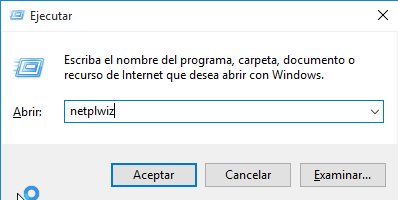 Ejecutar
Escriba el nombre del programa, carpeta, documento o
recurso de Internet que desea abrir con Windows.
Abrir: netplwiz
Aceptar Cancelar Examinar...